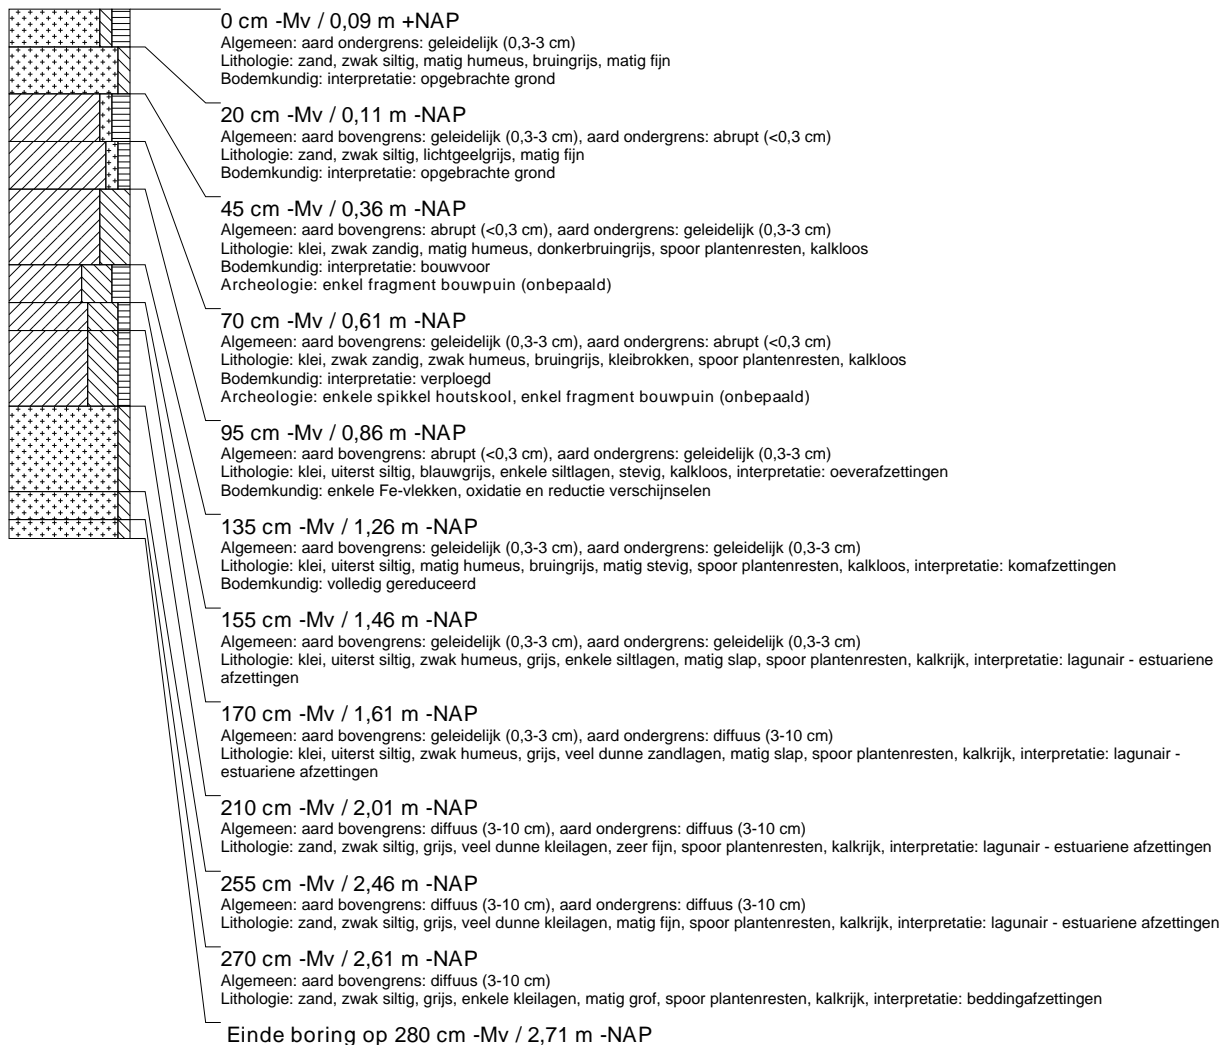 0 cm -Mv / 0,09 m +NAP
Algemeen: aard ondergrens: geleidelijk (0,3-3 cm)
Lithologie: zand, zwak siltig, matig humeus, bruingrijs, matig fijn
Bodemkundig: interpretatie: opgebrachte grond
20 cm -Mv / 0,11 m -NAP
Algemeen: aard bovengrens: geleidelijk (0,3-3 cm), aard ondergrens: abrupt (<0,3 cm)
Lithologie: zand, zwak siltig, lichtgeelgrijs, matig fijn
Bodemkundig: interpretatie: opgebrachte grond
45 cm -Mv / 0,36 m -NAP
Algemeen: aard bovengrens: abrupt (<0,3 cm), aard ondergrens: geleidelijk (0,3-3 cm)
Lithologie: klei, zwak zandig, matig humeus, donkerbruingrijs, spoor plantenresten, kalkloos
Bodemkundig: interpretatie: bouwvoor
Archeologie: enkel fragment bouwpuin (onbepaald)
70 cm -Mv / 0,61 m -NAP
Algemeen: aard bovengrens: geleidelijk (0,3-3 cm), aard ondergrens: abrupt (<0,3 cm)
Lithologie: klei, zwak zandig, zwak humeus, bruingrijs, kleibrokken, spoor plantenresten, kalkloos
Bodemkundig: interpretatie: verploegd
Archeologie: enkele spikkel houtskool, enkel fragment bouwpuin (onbepaald)
95 cm -Mv / 0,86 m -NAP
Algemeen: aard bovengrens: abrupt (<0,3 cm), aard ondergrens: geleidelijk (0,3-3 cm)
Lithologie: klei, uiterst siltig, blauwgrijs, enkele siltlagen, stevig, kalkloos, interpretatie: oeverafzettingen
Bodemkundig: enkele Fe-vlekken, oxidatie en reductie verschijnselen
135 cm -Mv / 1,26 m -NAP
Algemeen: aard bovengrens: geleidelijk (0,3-3 cm), aard ondergrens: geleidelijk (0,3-3 cm)
Lithologie: klei, uiterst siltig, matig humeus, bruingrijs, matig stevig, spoor plantenresten, kalkloos, interpretatie: komafzettingen
Bodemkundig: volledig gereduceerd
155 cm -Mv / 1,46 m -NAP
Algemeen: aard bovengrens: geleidelijk (0,3-3 cm), aard ondergrens: geleidelijk (0,3-3 cm)
Lithologie: klei, uiterst siltig, zwak humeus, grijs, enkele siltlagen, matig slap, spoor plantenresten, kalkrijk, interpretatie: lagunair - estuariene
afzettingen
170 cm -Mv / 1,61 m -NAP
Algemeen: aard bovengrens: geleidelijk (0,3-3 cm), aard ondergrens: diffuus (3-10 cm)
Lithologie: klei, uiterst siltig, zwak humeus, grijs, veel dunne zandlagen, matig slap, spoor plantenresten, kalkrijk, interpretatie: lagunair -
estuariene afzettingen
210 cm -Mv / 2,01 m -NAP
Algemeen: aard bovengrens: diffuus (3-10 cm), aard ondergrens: diffuus (3-10 cm)
Lithologie: zand, zwak siltig, grijs, veel dunne kleilagen, zeer fijn, spoor plantenresten, kalkrijk, interpretatie: lagunair - estuariene afzettingen
255 cm -Mv / 2,46 m -NAP
Algemeen: aard bovengrens: diffuus (3-10 cm), aard ondergrens: diffuus (3-10 cm)
Lithologie: zand, zwak siltig, grijs, veel dunne kleilagen, matig fijn, spoor plantenresten, kalkrijk, interpretatie: lagunair - estuariene afzettingen
270 cm -Mv / 2,61 m -NAP
Algemeen: aard bovengrens: diffuus (3-10 cm)
Lithologie: zand, zwak siltig, grijs, enkele kleilagen, matig grof, spoor plantenresten, kalkrijk, interpretatie: beddingafzettingen
Einde boring op 280 cm -Mv / 2,71 m -NAP